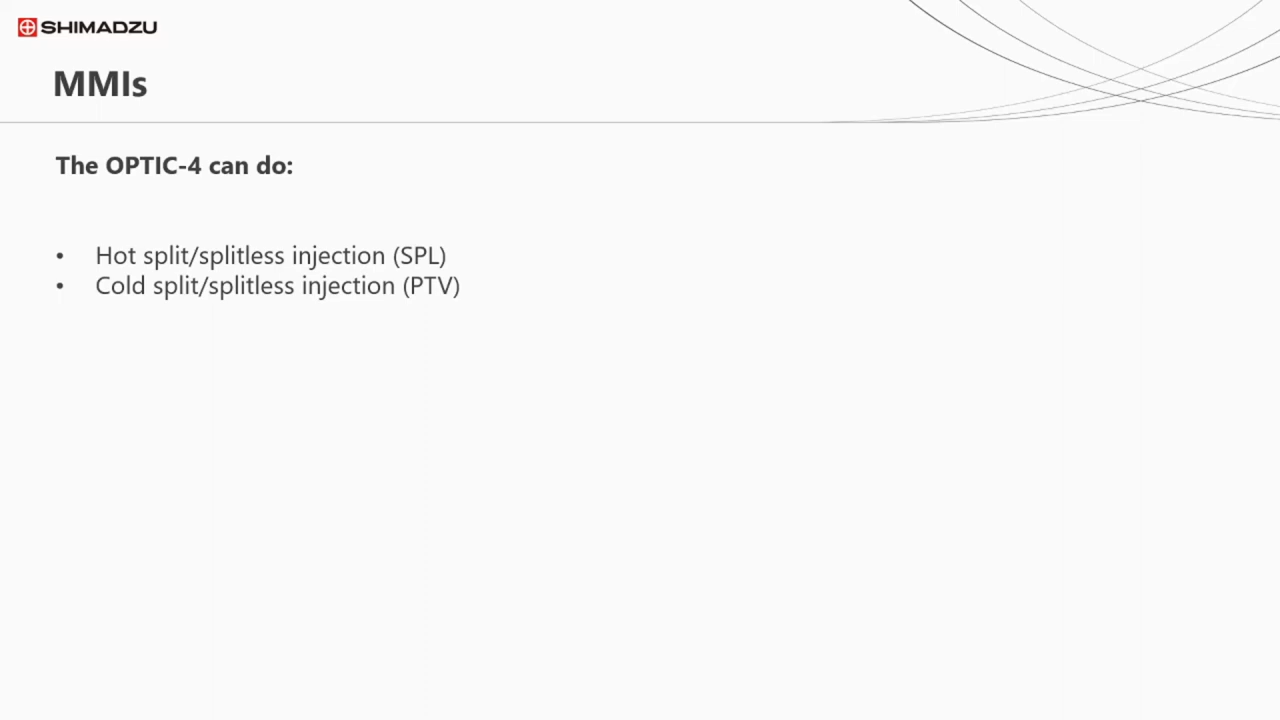 SHIMADZU
MMIs
The OPTIC-4 can do:
• Hot split/splitless injection (SPL)
• Cold split/splitless injection (PTV)